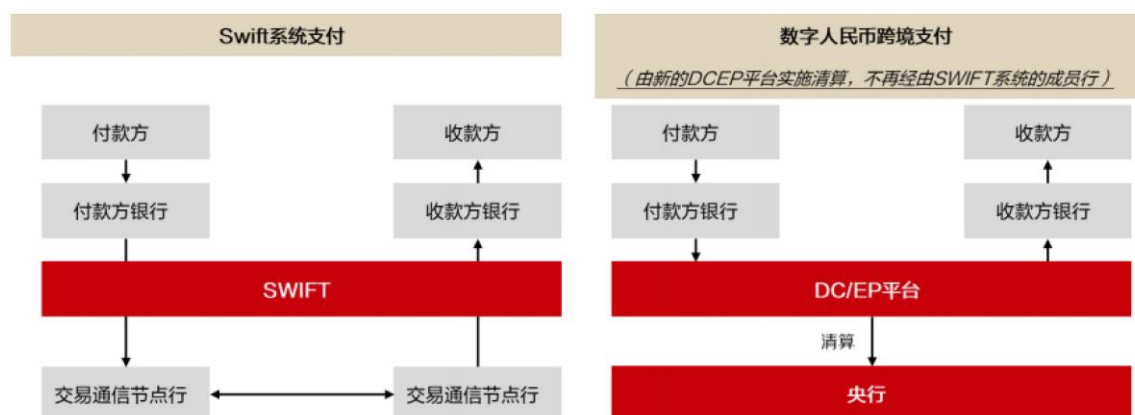 Swift系统支付
数字人民币跨境支付
（由新的DCEP平台实施清算，不再经由SWIFT系统的成员行）
付款方
收款方
付款方
收款方
付款方银行
收款方银行
付款方银行
收款方银行
SWIFT
DC/EP平台
清算
交易通信节点行
交易通信节点行
央行